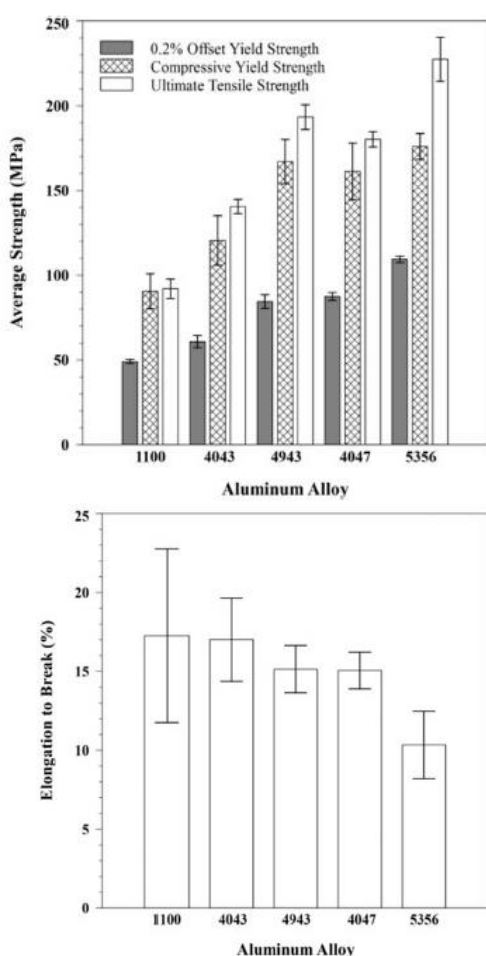 250
0.2% Offset Yield Strength
Compressive Yield Strength
Ultimate Tensile Strength
200
150
100
50
0
Average Strength (MPa)
1100 4043 4943 4047 5356
Aluminum Alloy
25
20
15
10
5
0
Elongation to Break (%)
1100 4043 4943 4047 5356
Aluminum Alloy